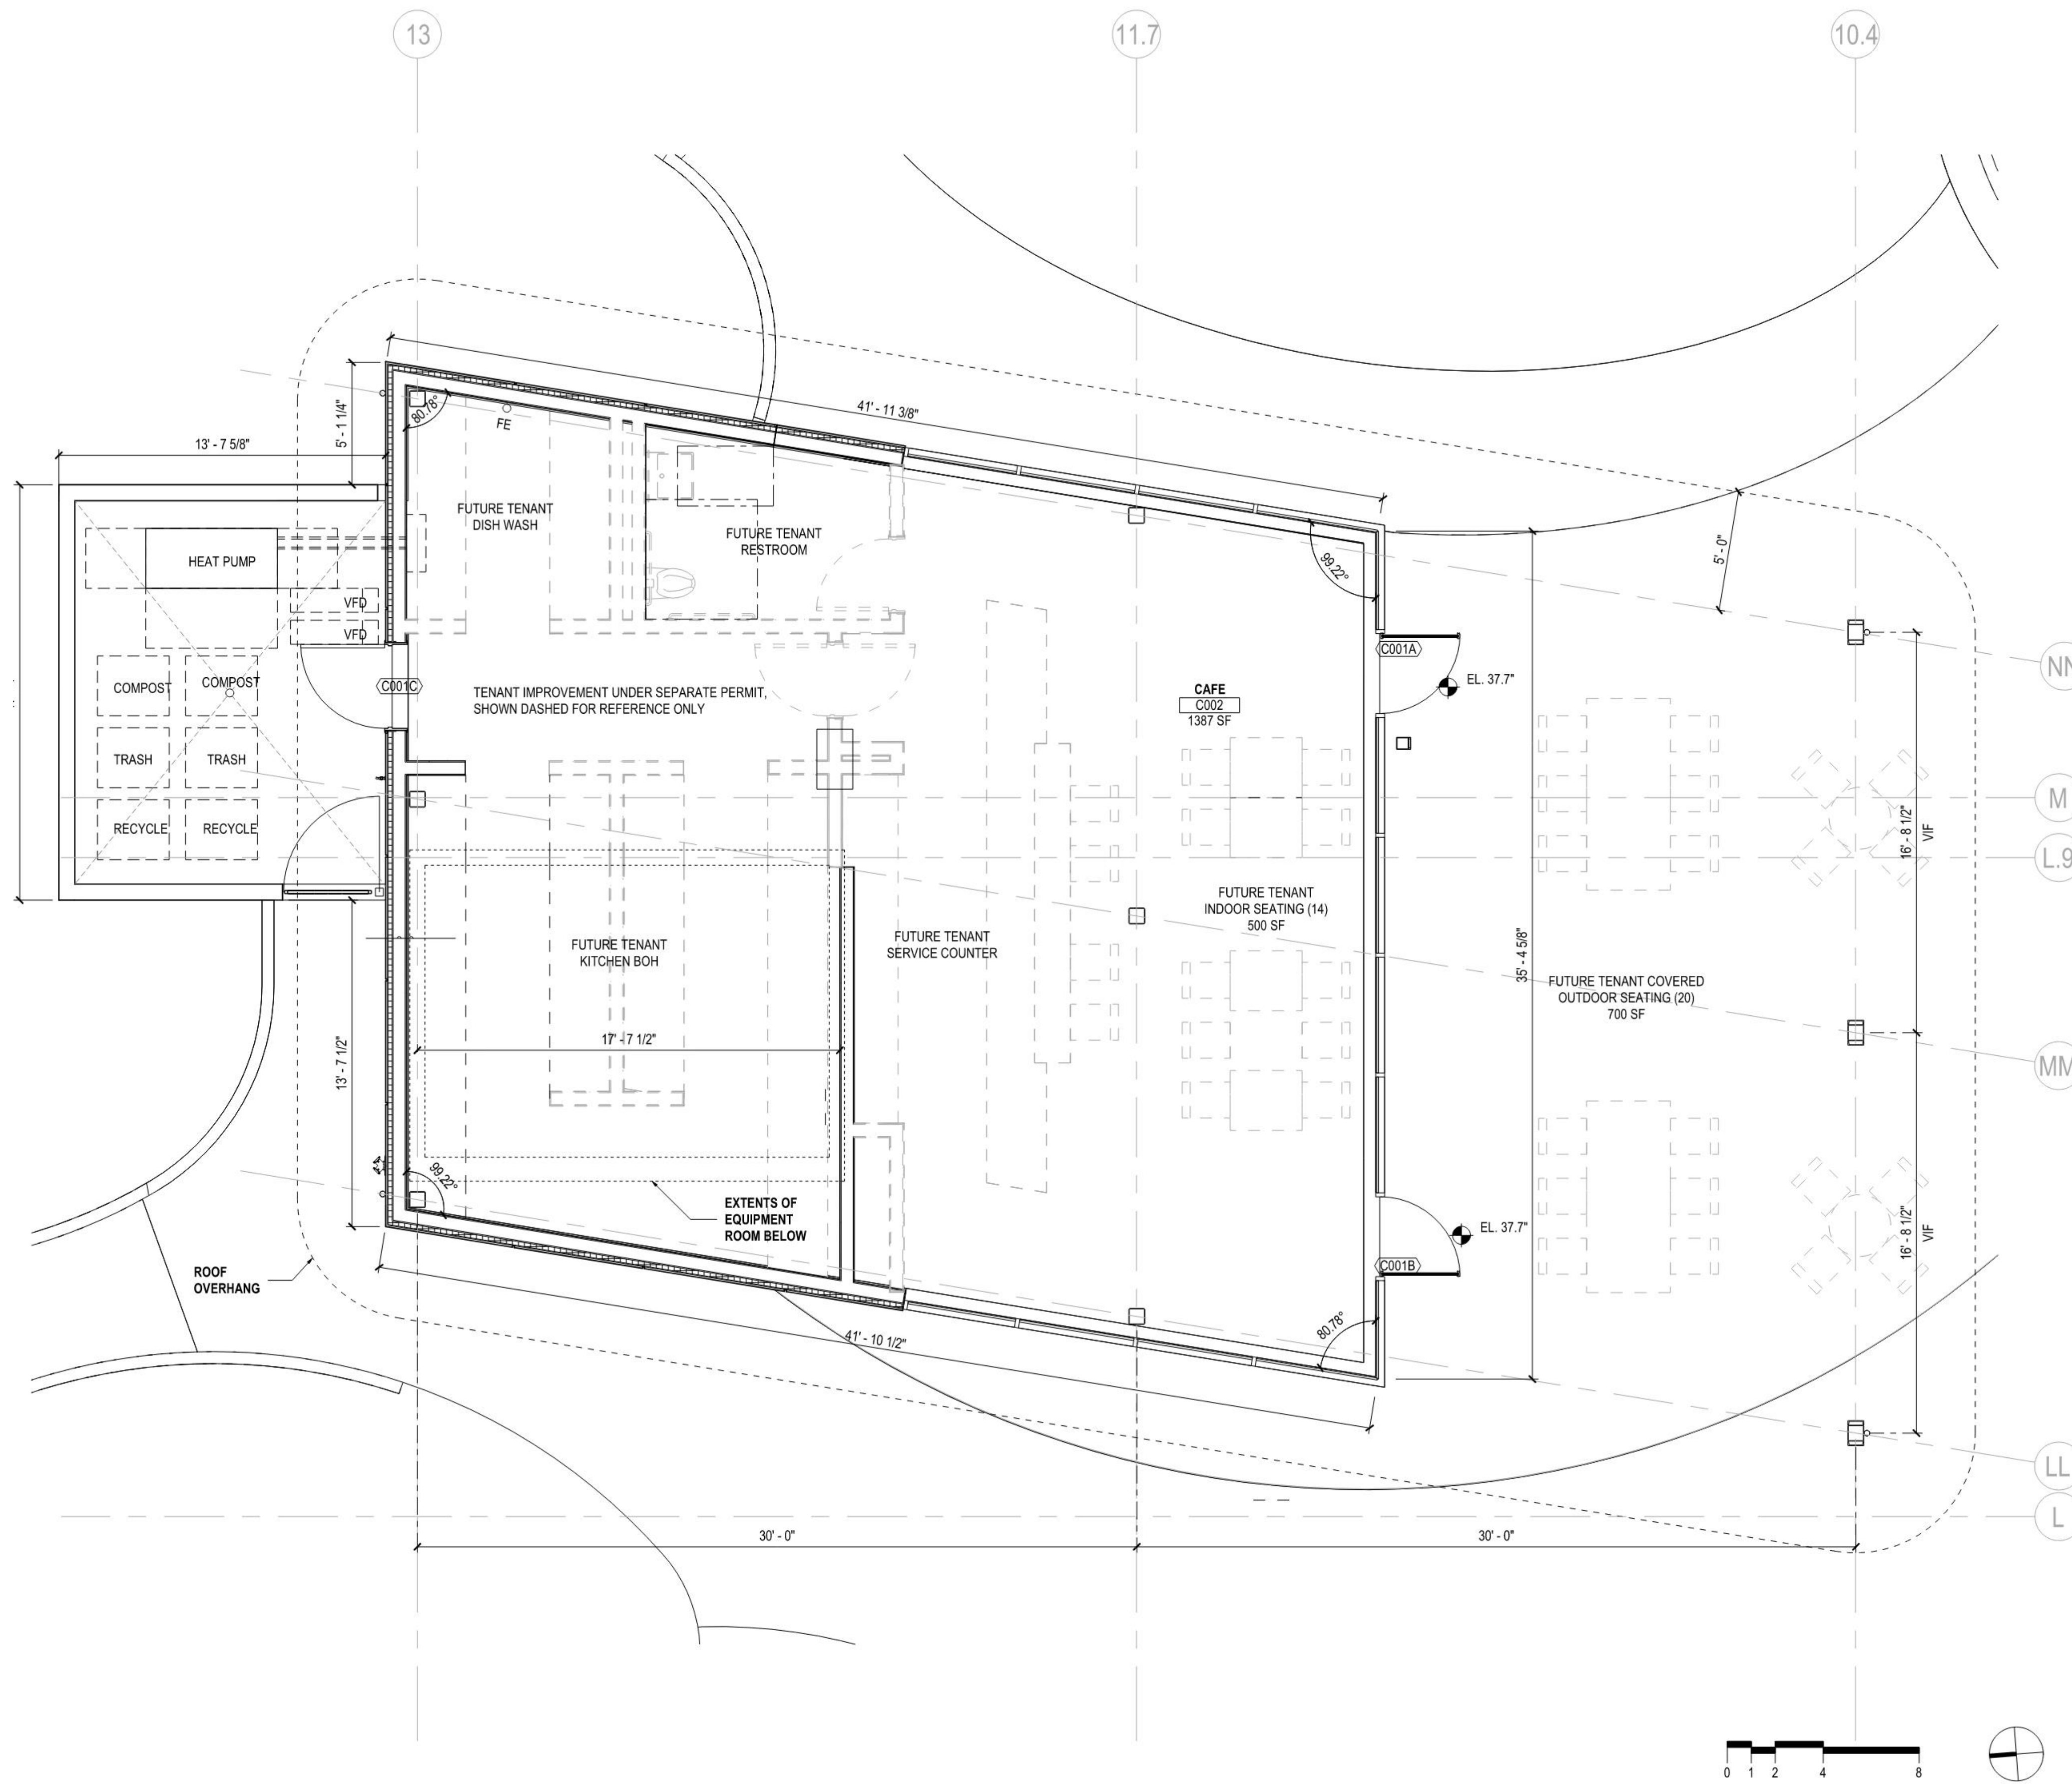 13
11.7
10.4
41' - 11 3/8"
5' - 1 1/4"
13' - 7 5/8"
80.78°
FE
FUTURE TENANT
DISH WASH
FUTURE TENANT
RESTROOM
99.22°
5' - 0"
HEAT PUMP
VFD
VFD
C001A
EL. 37.7"
NN
COMPOST
COMPOST
C001C
TENANT IMPROVEMENT UNDER SEPARATE PERMIT,
SHOWN DASHED FOR REFERENCE ONLY
CAFE
C002
1387 SF
TRASH
TRASH
M
RECYCLE
RECYCLE
16' - 8 1/2"
VIF
L.9
FUTURE TENANT
INDOOR SEATING (14)
500 SF
FUTURE TENANT
KITCHEN BOH
FUTURE TENANT
SERVICE COUNTER
35' - 4 5/8"
FUTURE TENANT COVERED
OUTDOOR SEATING (20)
700 SF
17' - 7 1/2"
13' - 7 1/2"
MM
99.22°
EXTENTS OF
EQUIPMENT
ROOM BELOW
EL. 37.7"
16' - 8 1/2"
VIF
C001B
ROOF
OVERHANG
80.78°
41' - 10 1/2"
LL
L
30' - 0"
30' - 0"
0 1 2 4 8